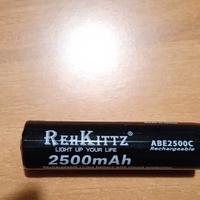 REHKITTZ
LIGHT UP YOUR LIFE
2500mAh
ABE2500C
Rechargeable